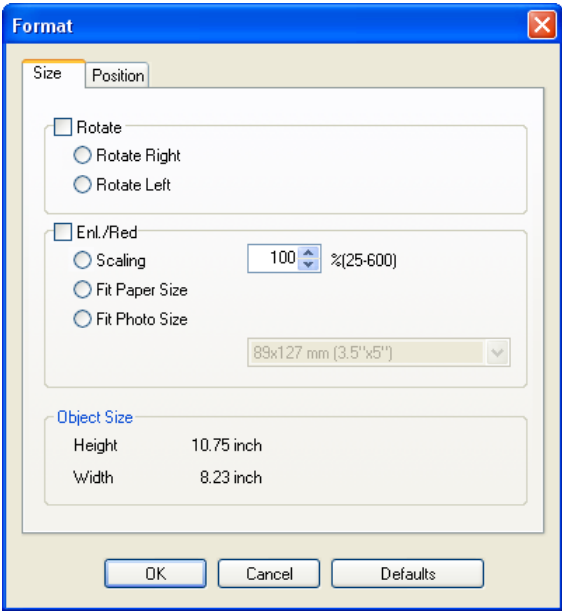 Format
Size Position
Rotate
Rotate Right
Rotate Left
Enl./Red
Scaling 100 %(25-600)
Fit Paper Size
Fit Photo Size
89x127 mm (3.5"x5")
Object Size
Height 10.75 inch
Width 8.23 inch
OK Cancel Defaults